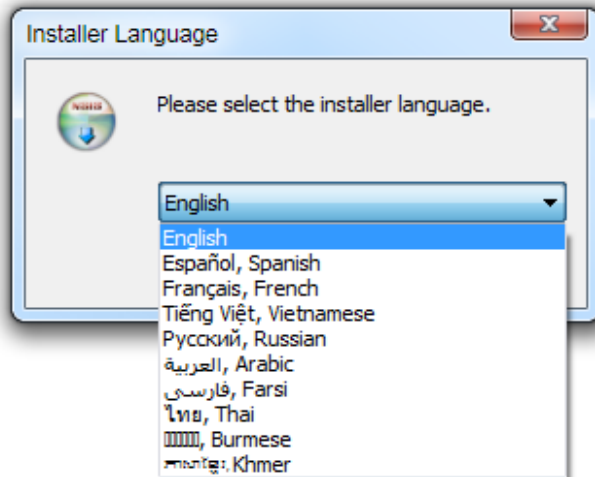 Installer Language
Please select the installer language.
English
English
Español, Spanish
Français, French
Tiếng Việt, Vietnamese
Русский, Russian
العربية, Arabic
فارسی, Farsi
ไทย, Thai
Burmese
Khmer